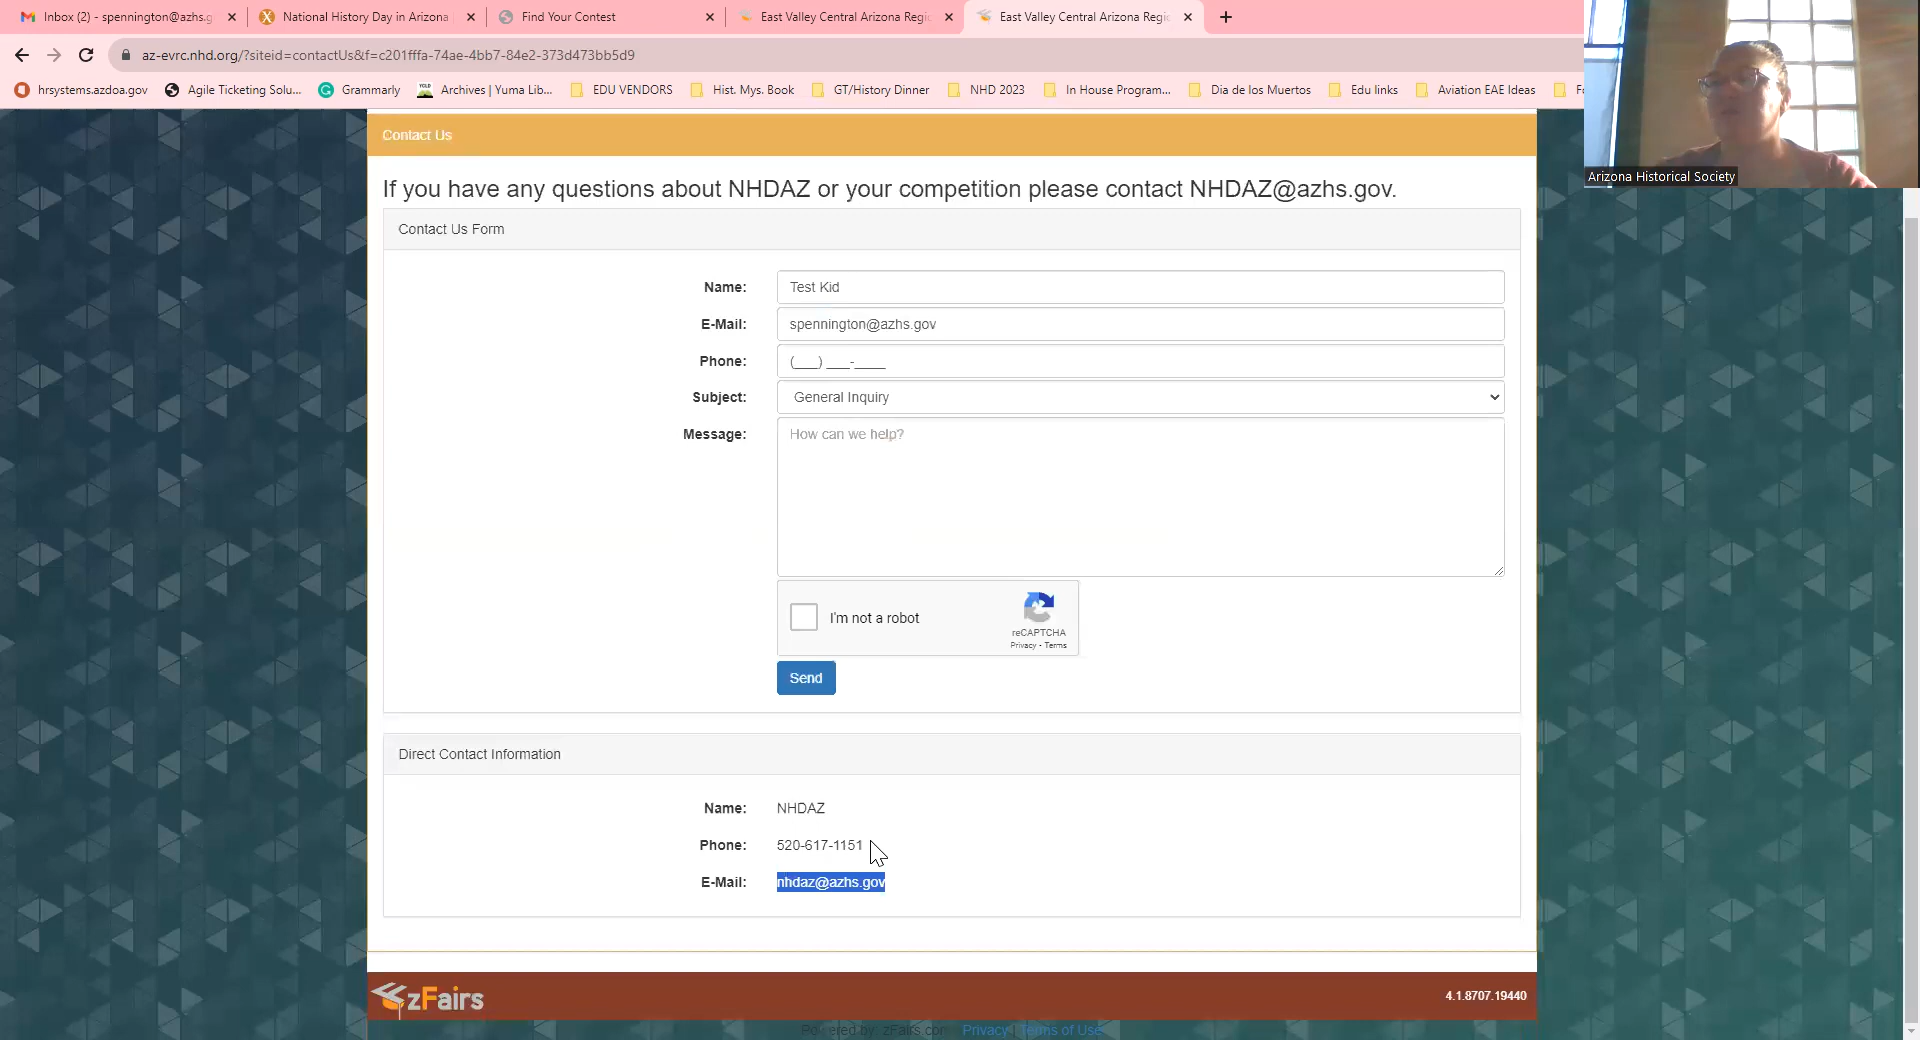 Inbox (2) - spennington@azhs.g
National History Day in Arizona
Find Your Contest
East Valley Central Arizona Regi
East Valley Central Arizona Regi
az-evrc.nhd.org/?siteid=contactUs&f=c201fffa-74ae-4bb7-84e2-373d473bb5d9
hrsystems.azdoa.gov
Agile Ticketing Solu...
Grammarly
Archives | Yuma Lib...
EDU VENDORS
Hist. Mys. Book
GT/History Dinner
NHD 2023
In House Program...
Dia de los Muertos
Edu links
Aviation EAE Ideas
Arizona Historical Society
Contact Us
If you have any questions about NHDAZ or your competition please contact NHDAZ@azhs.gov.
Contact Us Form
Name: Test Kid
E-Mail: spennington@azhs.gov
Phone: (___) ___-____
Subject: General Inquiry
Message: How can we help?
I'm not a robot
reCAPTCHA
Privacy - Terms
Send
Direct Contact Information
Name: NHDAZ
Phone: 520-617-1151
E-Mail: nhdaz@azhs.gov
zFairs
4.1.8707.19440
Powered by: zFairs.com Privacy | Terms of Use